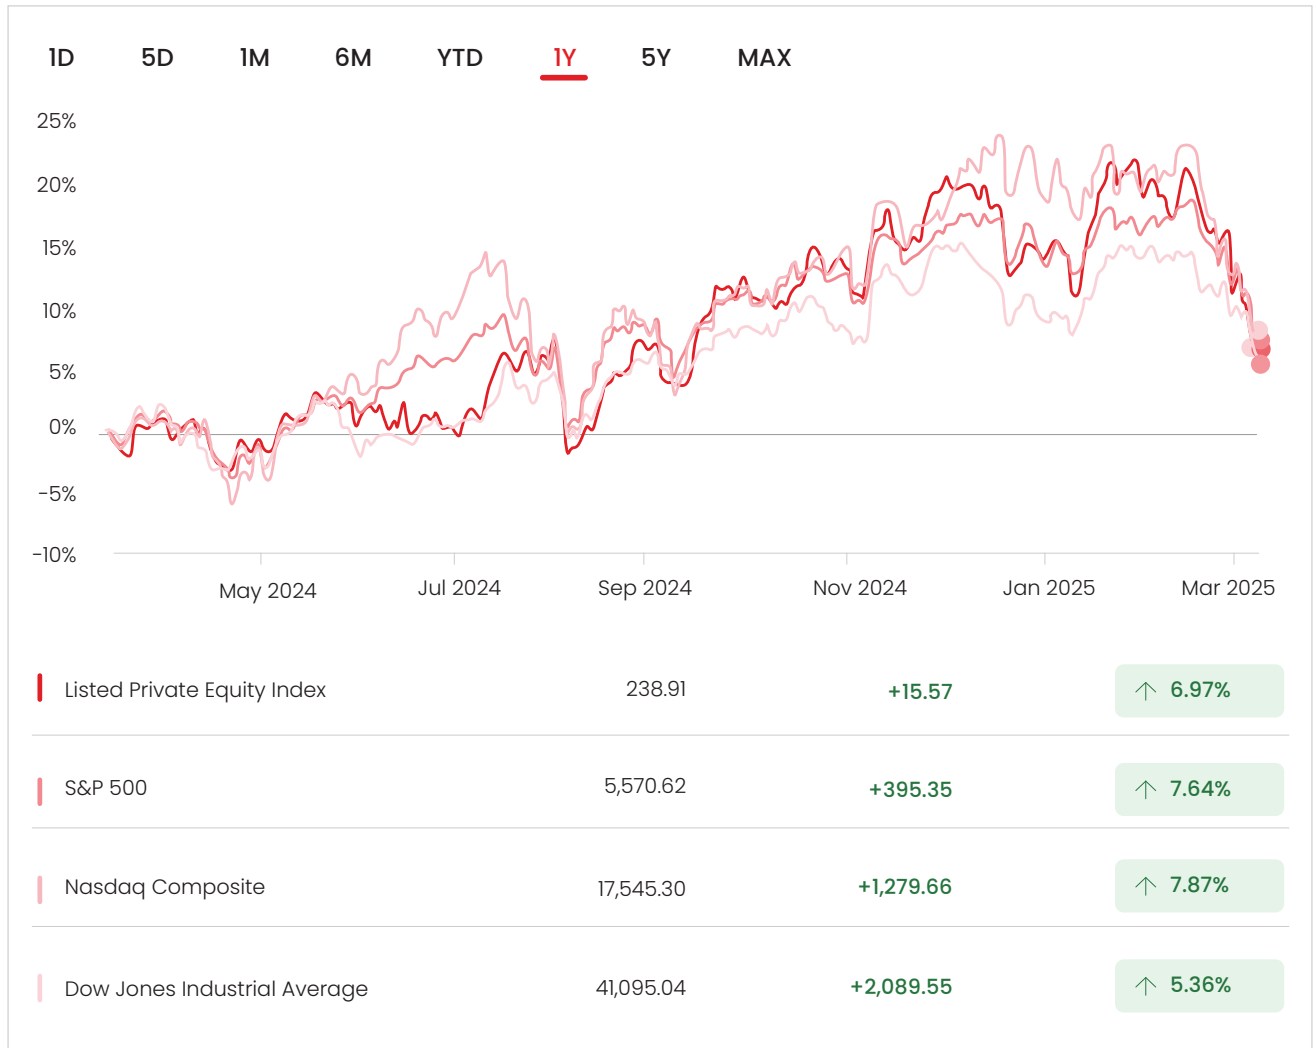 1D 5D 1M 6M YTD 1Y 5Y MAX
25%
20%
15%
10%
5%
0%
−5%
−10%
May 2024 Jul 2024 Sep 2024 Nov 2024 Jan 2025 Mar 2025
Listed Private Equity Index 238.91 +15.57 ↑ 6.97%
S&P 500 5,570.62 +395.35 ↑ 7.64%
Nasdaq Composite 17,545.30 +1,279.66 ↑ 7.87%
Dow Jones Industrial Average 41,095.04 +2,089.55 ↑ 5.36%